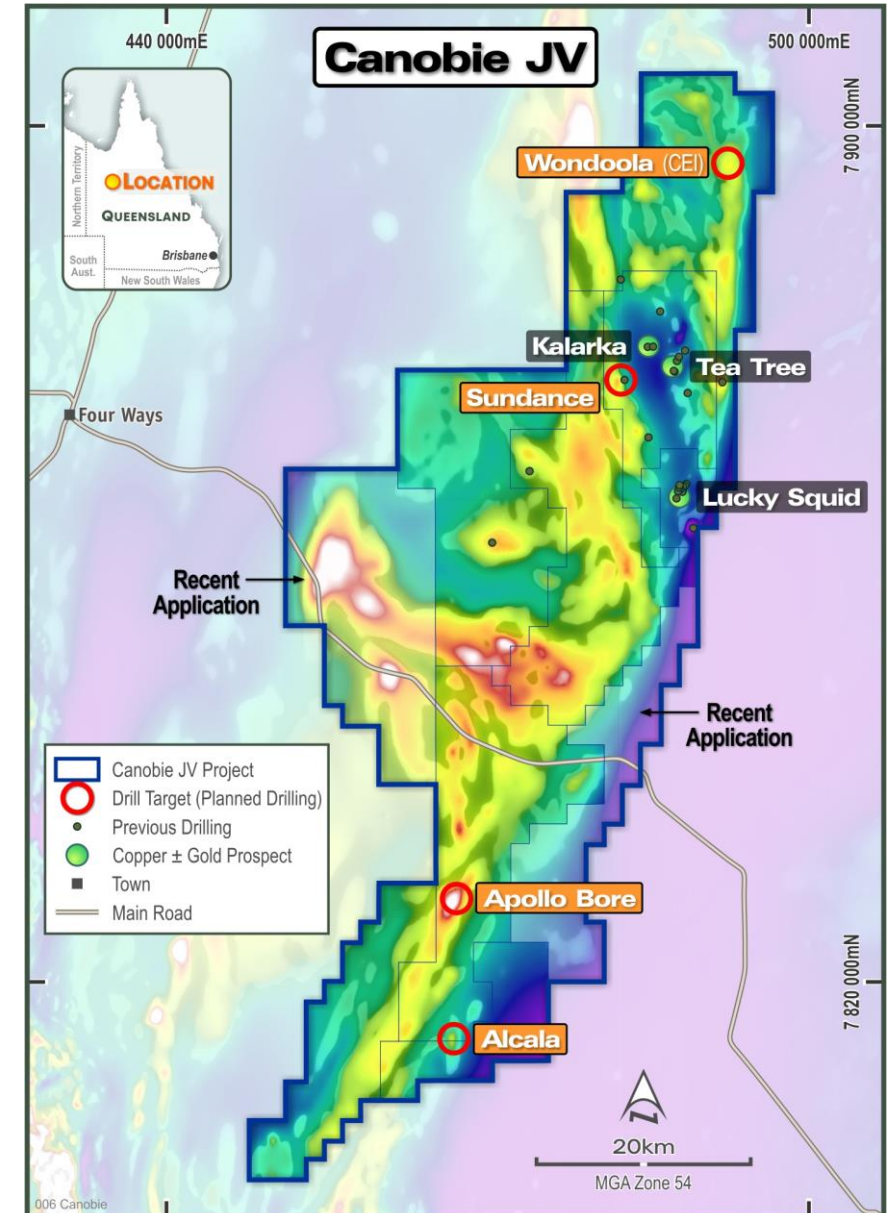 440 000mE
500 000mE
Canobie JV
7 900 000mN
Northern Territory
LOCATION
QUEENSLAND
Brisbane
South
Aust.
New South Wales
Wondoola (CEI)
Kalarka
Tea Tree
Sundance
Four Ways
Lucky Squid
Recent
Application
Recent
Application
Canobie JV Project
Drill Target (Planned Drilling)
Previous Drilling
Copper ± Gold Prospect
Town
Main Road
Apollo Bore
7 820 000mN
Alcala
N
20km
MGA Zone 54
006 Canobie